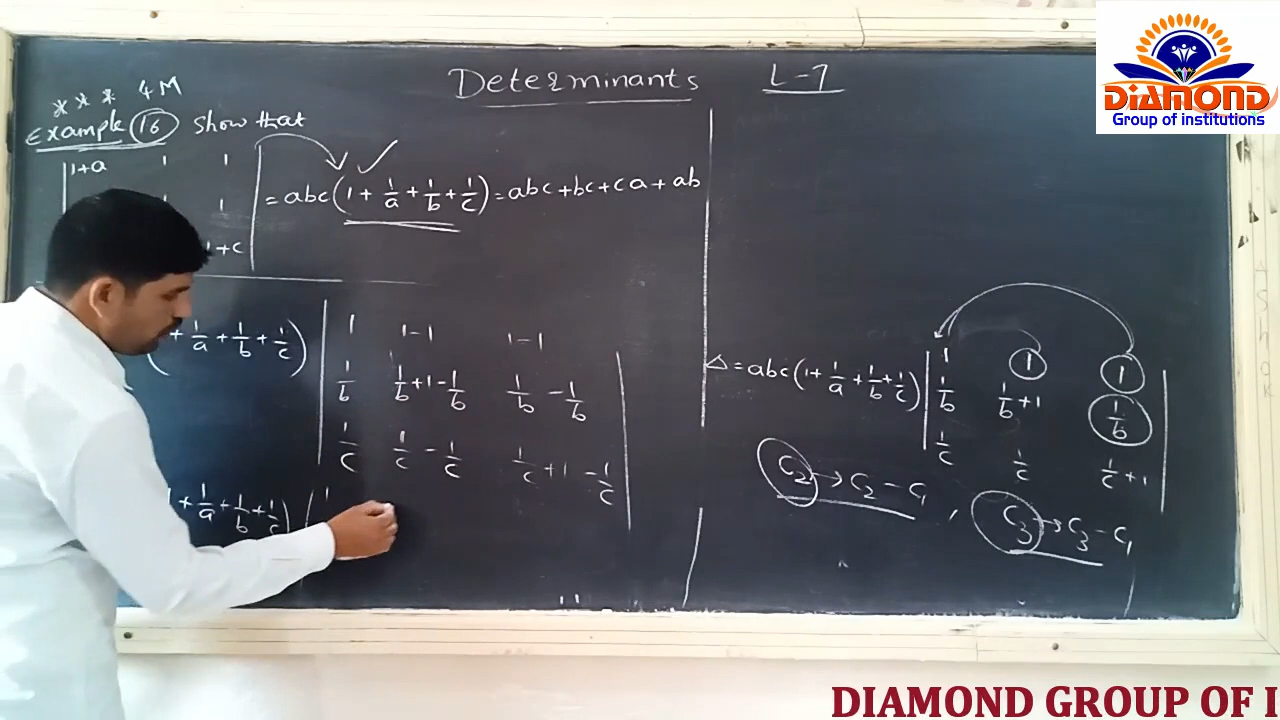 Determinants L-7
*** 4M
Example 16 Show that
1+a 1 1
1 1
1+c
= abc(1 + 1/a + 1/b + 1/c) = abc + bc + ca + ab
+ 1/a + 1/b + 1/c) | 1 1-1 1-1
1/b 1/b+1-1/b 1/b - 1/b
1/c 1/c - 1/c 1/c + 1 - 1/c |
1 + 1/a + 1/b + 1/c) | 1
Δ = abc(1 + 1/a + 1/b + 1/c) | 1 1 1
1/b 1/b+1 1/b
1/c 1/c 1/c+1 |
C₂ → C₂ - C₁ , C₃ → C₃ - C₁
DiAMOND
Group of institutions
DIAMOND GROUP OF I